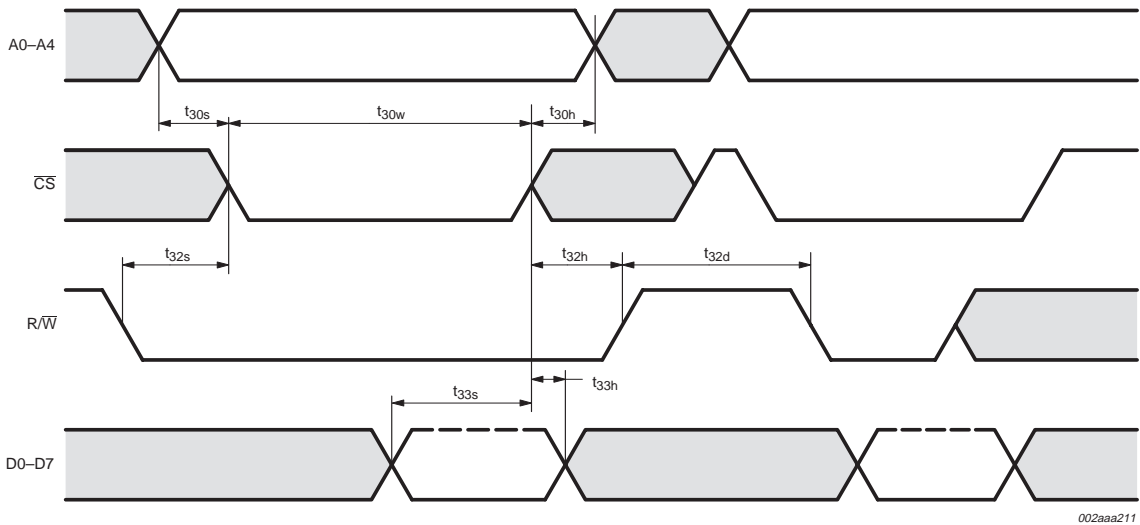 A0–A4
t30s
t30w
t30h
CS
t32s
t32h
t32d
R/W
t33h
t33s
D0–D7
002aaa211